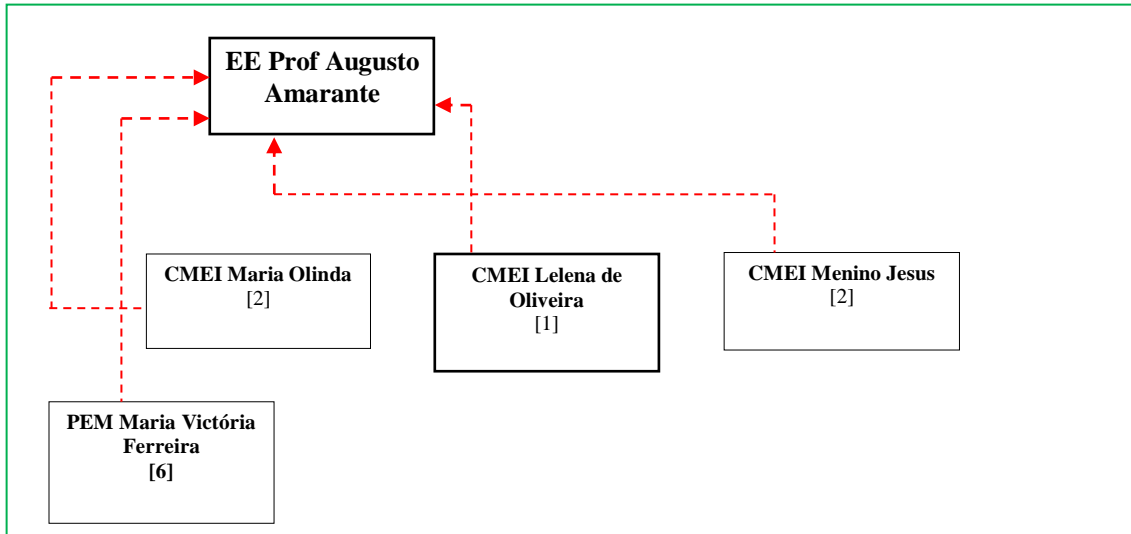 EE Prof Augusto
Amarante
CMEI Maria Olinda
[2]
CMEI Lelena de
Oliveira
[1]
CMEI Menino Jesus
[2]
PEM Maria Victória
Ferreira
[6]